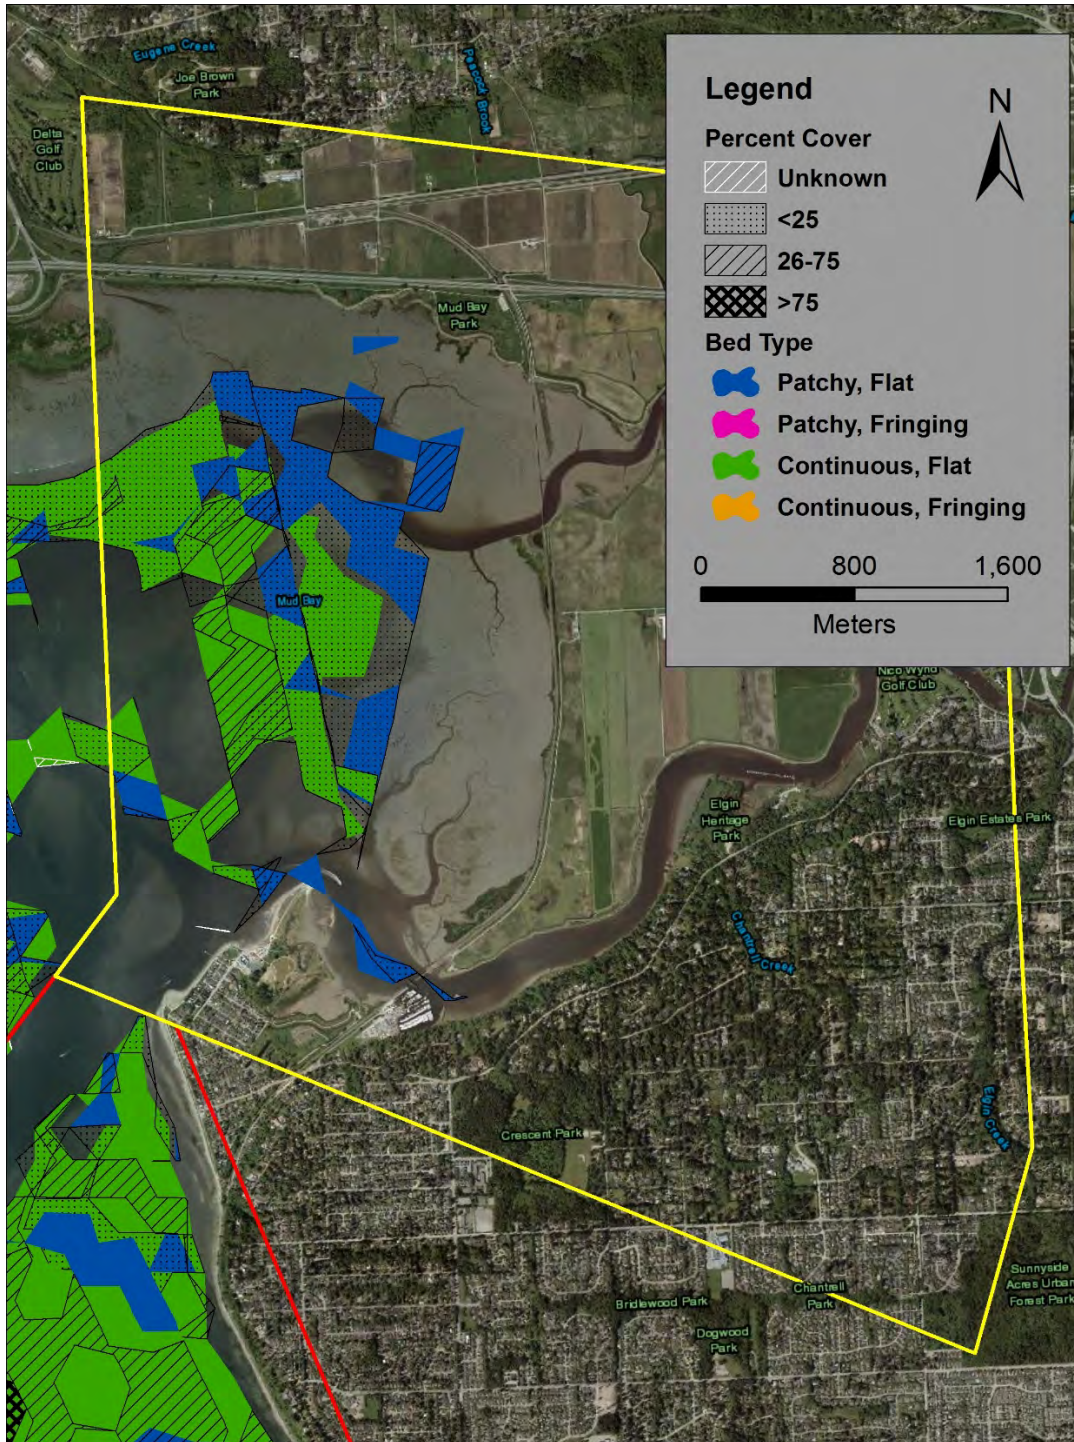 Eugene Creek
Joe Brown
Park
Peacock Brook
Delta
Golf
Club
Legend
N
Percent Cover
Unknown
<25
26-75
>75
Bed Type
Patchy, Flat
Patchy, Fringing
Continuous, Flat
Continuous, Fringing
0 800 1,600
Meters
Mud Bay
Park
Mud Bay
Nico Wynd
Golf Club
Elgin
Heritage
Park
Elgin Estates Park
Chantrell Creek
Elgin Creek
Crescent Park
Sunnyside
Acres Urban
Forest Park
Chantrell
Park
Bridlewood Park
Dogwood
Park